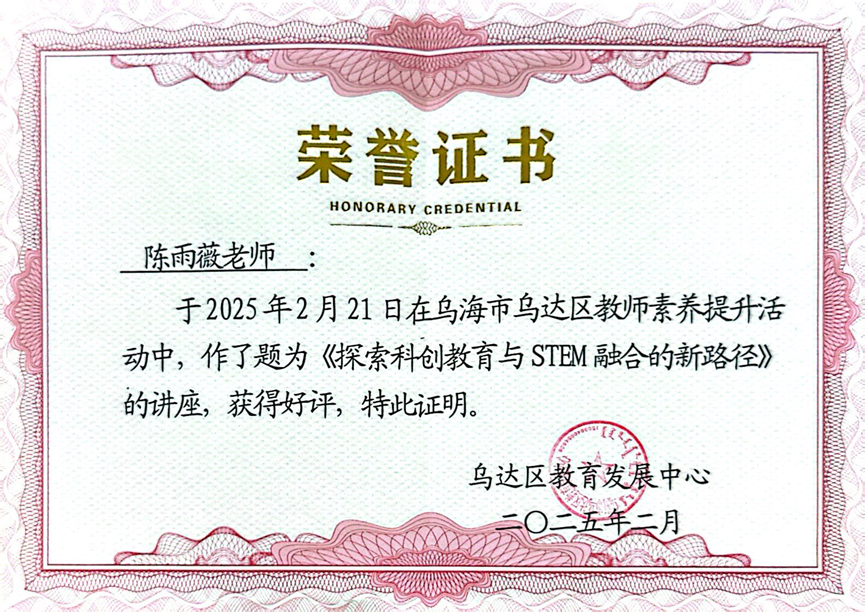 荣誉证书
HONORARY CREDENTIAL
陈雨薇老师：
于2025年2月21日在乌海市乌达区教师素养提升活
动中，作了题为《探索科创教育与STEM融合的新路径》
的讲座，获得好评，特此证明。
乌达区教育发展中心
二〇二五年二月